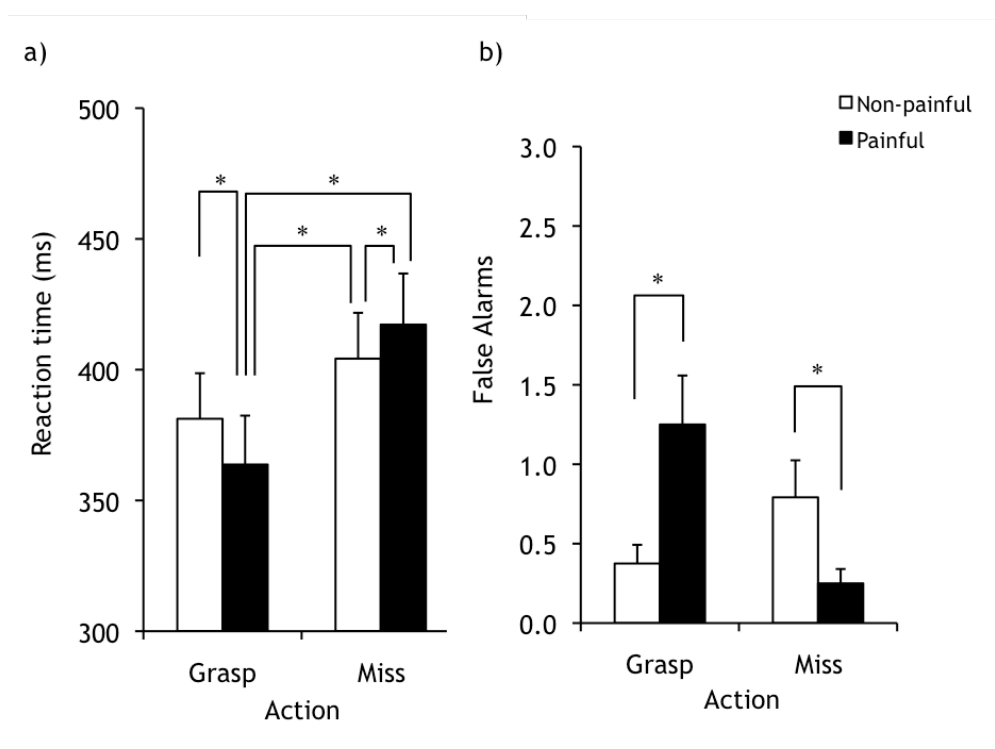 a)
500
450
400
350
300
Reaction time (ms)
*
*
*
*
Grasp Miss
Action
b)
Non-painful
Painful
3.0
2.5
2.0
1.5
1.0
0.5
0.0
False Alarms
*
*
Grasp Miss
Action